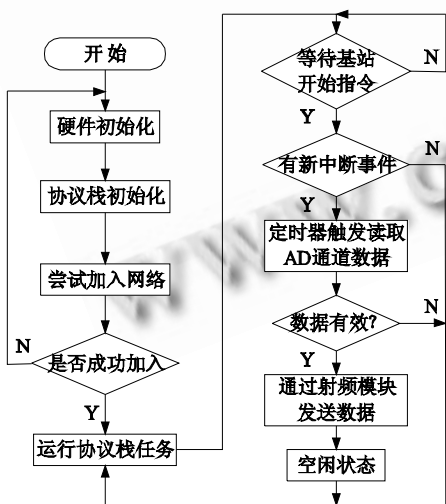 开始
硬件初始化
协议栈初始化
尝试加入网络
是否成功加入
N
Y
运行协议栈任务
等待基站
开始指令
N
Y
有新中断事件
N
Y
定时器触发读取
AD通道数据
数据有效?
N
Y
通过射频模块
发送数据
空闲状态
www.c